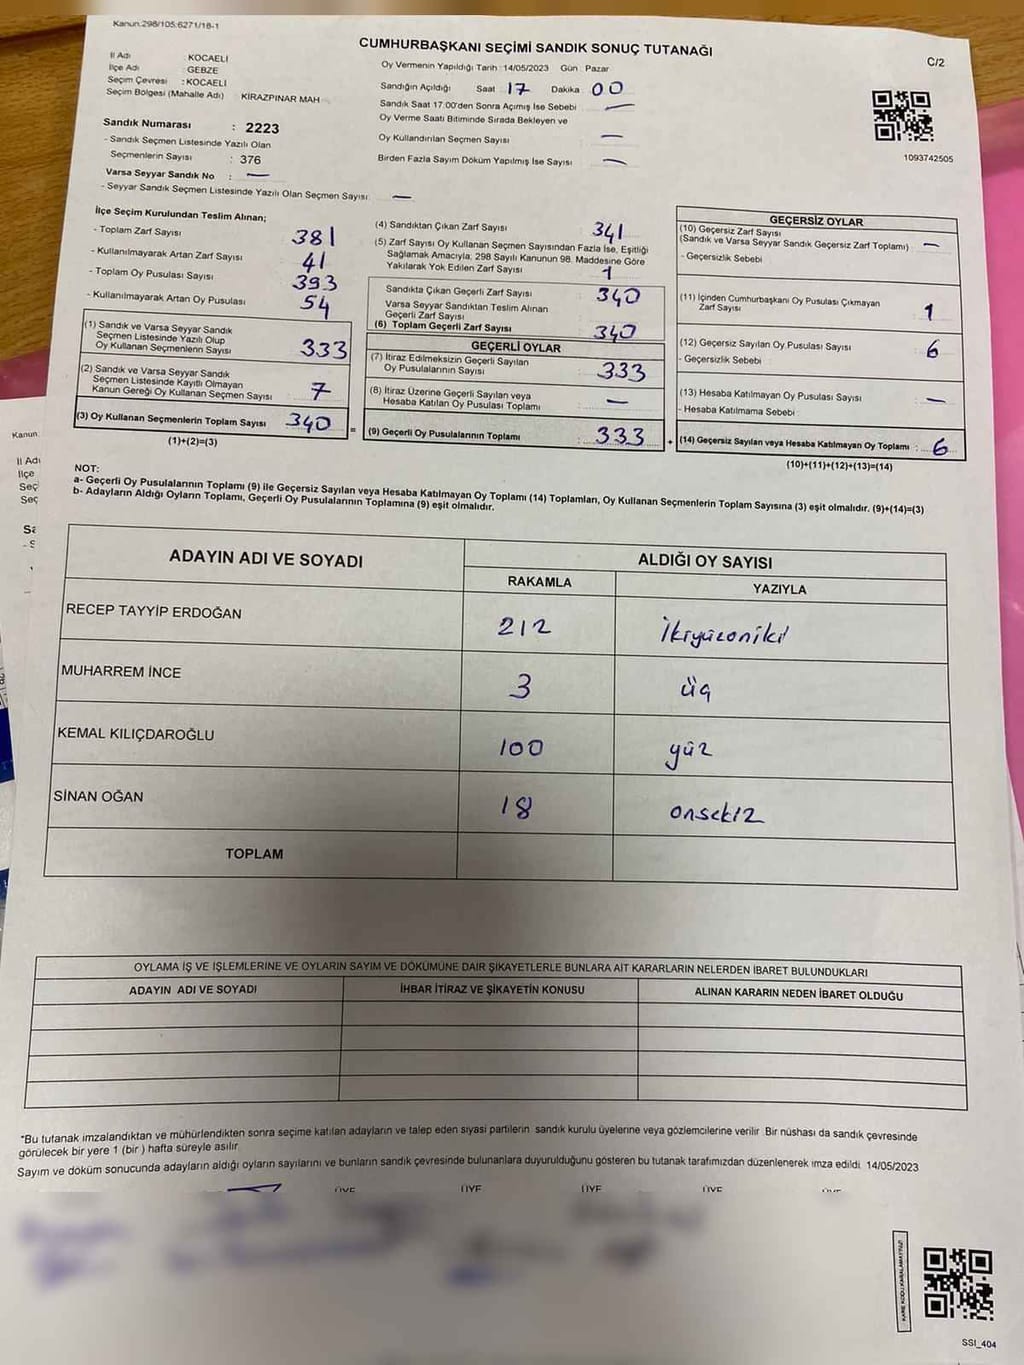 Kanun.298/105.6271/18-1
CUMHURBAŞKANI SEÇİMİ SANDIK SONUÇ TUTANAĞI
C/2
İl Adı : KOCAELİ
İlçe Adı : GEBZE
Seçim Çevresi : KOCAELİ
Seçim Bölgesi (Mahalle Adı) : KİRAZPINAR MAH
Sandık Numarası : 2223
- Sandık Seçmen Listesinde Yazılı Olan
Seçmenlerin Sayısı : 376
Varsa Seyyar Sandık No : —
- Seyyar Sandık Seçmen Listesinde Yazılı Olan Seçmen Sayısı: —
Oy Vermenin Yapıldığı Tarih :14/05/2023 Gün : Pazar
Sandığın Açıldığı Saat 17 Dakika 00
Sandık Saat 17:00'den Sonra Açılmış İse Sebebi —
Oy Verme Saati Bitiminde Sırada Bekleyen ve
Oy Kullandırılan Seçmen Sayısı —
Birden Fazla Sayım Döküm Yapılmış İse Sayısı —
1093742505
İlçe Seçim Kurulundan Teslim Alınan;
- Toplam Zarf Sayısı 381
- Kullanılmayarak Artan Zarf Sayısı 41
- Toplam Oy Pusulası Sayısı 393
- Kullanılmayarak Artan Oy Pusulası 54
(1) Sandık ve Varsa Seyyar Sandık
Seçmen Listesinde Yazılı Olup
Oy Kullanan Seçmenlerin Sayısı 333
(2) Sandık ve Varsa Seyyar Sandık
Seçmen Listesinde Kayıtlı Olmayan
Kanun Gereği Oy Kullanan Seçmen Sayısı 7
(3) Oy Kullanan Seçmenlerin Toplam Sayısı 340
(1)+(2)=(3)
(4) Sandıktan Çıkan Zarf Sayısı 341
(5) Zarf Sayısı Oy Kullanan Seçmen Sayısından Fazla İse, Eşitliği
Sağlamak Amacıyla; 298 Sayılı Kanunun 98. Maddesine Göre
Yakılarak Yok Edilen Zarf Sayısı 1
Sandıkta Çıkan Geçerli Zarf Sayısı 340
Varsa Seyyar Sandıktan Teslim Alınan
Geçerli Zarf Sayısı
(6) Toplam Geçerli Zarf Sayısı 340
GEÇERLİ OYLAR
(7) İtiraz Edilmeksizin Geçerli Sayılan
Oy Pusulalarının Sayısı 333
(8) İtiraz Üzerine Geçerli Sayılan veya
Hesaba Katılan Oy Pusulası Toplamı —
= (9) Geçerli Oy Pusulalarının Toplamı : 333
GEÇERSİZ OYLAR
(10) Geçersiz Zarf Sayısı
(Sandık ve Varsa Seyyar Sandık Geçersiz Zarf Toplamı) : —
- Geçersizlik Sebebi :
(11) İçinden Cumhurbaşkanı Oy Pusulası Çıkmayan
Zarf Sayısı 1
(12) Geçersiz Sayılan Oy Pusulası Sayısı : 6
- Geçersizlik Sebebi :
(13) Hesaba Katılmayan Oy Pusulası Sayısı : —
- Hesaba Katılmama Sebebi :
+ (14) Geçersiz Sayılan veya Hesaba Katılmayan Oy Toplamı : 6
(10)+(11)+(12)+(13)=(14)
NOT:
a- Geçerli Oy Pusulalarının Toplamı (9) ile Geçersiz Sayılan veya Hesaba Katılmayan Oy Toplamı (14) Toplamları, Oy Kullanan Seçmenlerin Toplam Sayısına (3) eşit olmalıdır. (9)+(14)=(3)
b- Adayların Aldığı Oyların Toplamı, Geçerli Oy Pusulalarının Toplamına (9) eşit olmalıdır.
ADAYIN ADI VE SOYADI
ALDIĞI OY SAYISI
RAKAMLA YAZIYLA
RECEP TAYYİP ERDOĞAN 212 İkiyüzoniki
MUHARREM İNCE 3 üç
KEMAL KILIÇDAROĞLU 100 yüz
SİNAN OĞAN 18 onsekiz
TOPLAM
OYLAMA İŞ VE İŞLEMLERİNE VE OYLARIN SAYIM VE DÖKÜMÜNE DAİR ŞİKAYETLERLE BUNLARA AİT KARARLARIN NELERDEN İBARET BULUNDUKLARI
ADAYIN ADI VE SOYADI İHBAR İTİRAZ VE ŞİKAYETİN KONUSU ALINAN KARARIN NEDEN İBARET OLDUĞU
*Bu tutanak imzalandıktan ve mühürlendikten sonra seçime katılan adayların ve talep eden siyasi partilerin sandık kurulu üyelerine veya gözlemcilerine verilir. Bir nüshası da sandık çevresinde
görülecek bir yere 1 (bir ) hafta süreyle asılır.
Sayım ve döküm sonucunda adayların aldığı oyların sayılarını ve bunların sandık çevresinde bulunanlara duyurulduğunu gösteren bu tutanak tarafımızdan düzenlenerek imza edildi. 14/05/2023
ÜYE ÜYE ÜYE ÜYE
KARE KODU KARALAMAYINIZ!
SSI_404
Kanun
İl Adı
İlçe
Seç
Seç